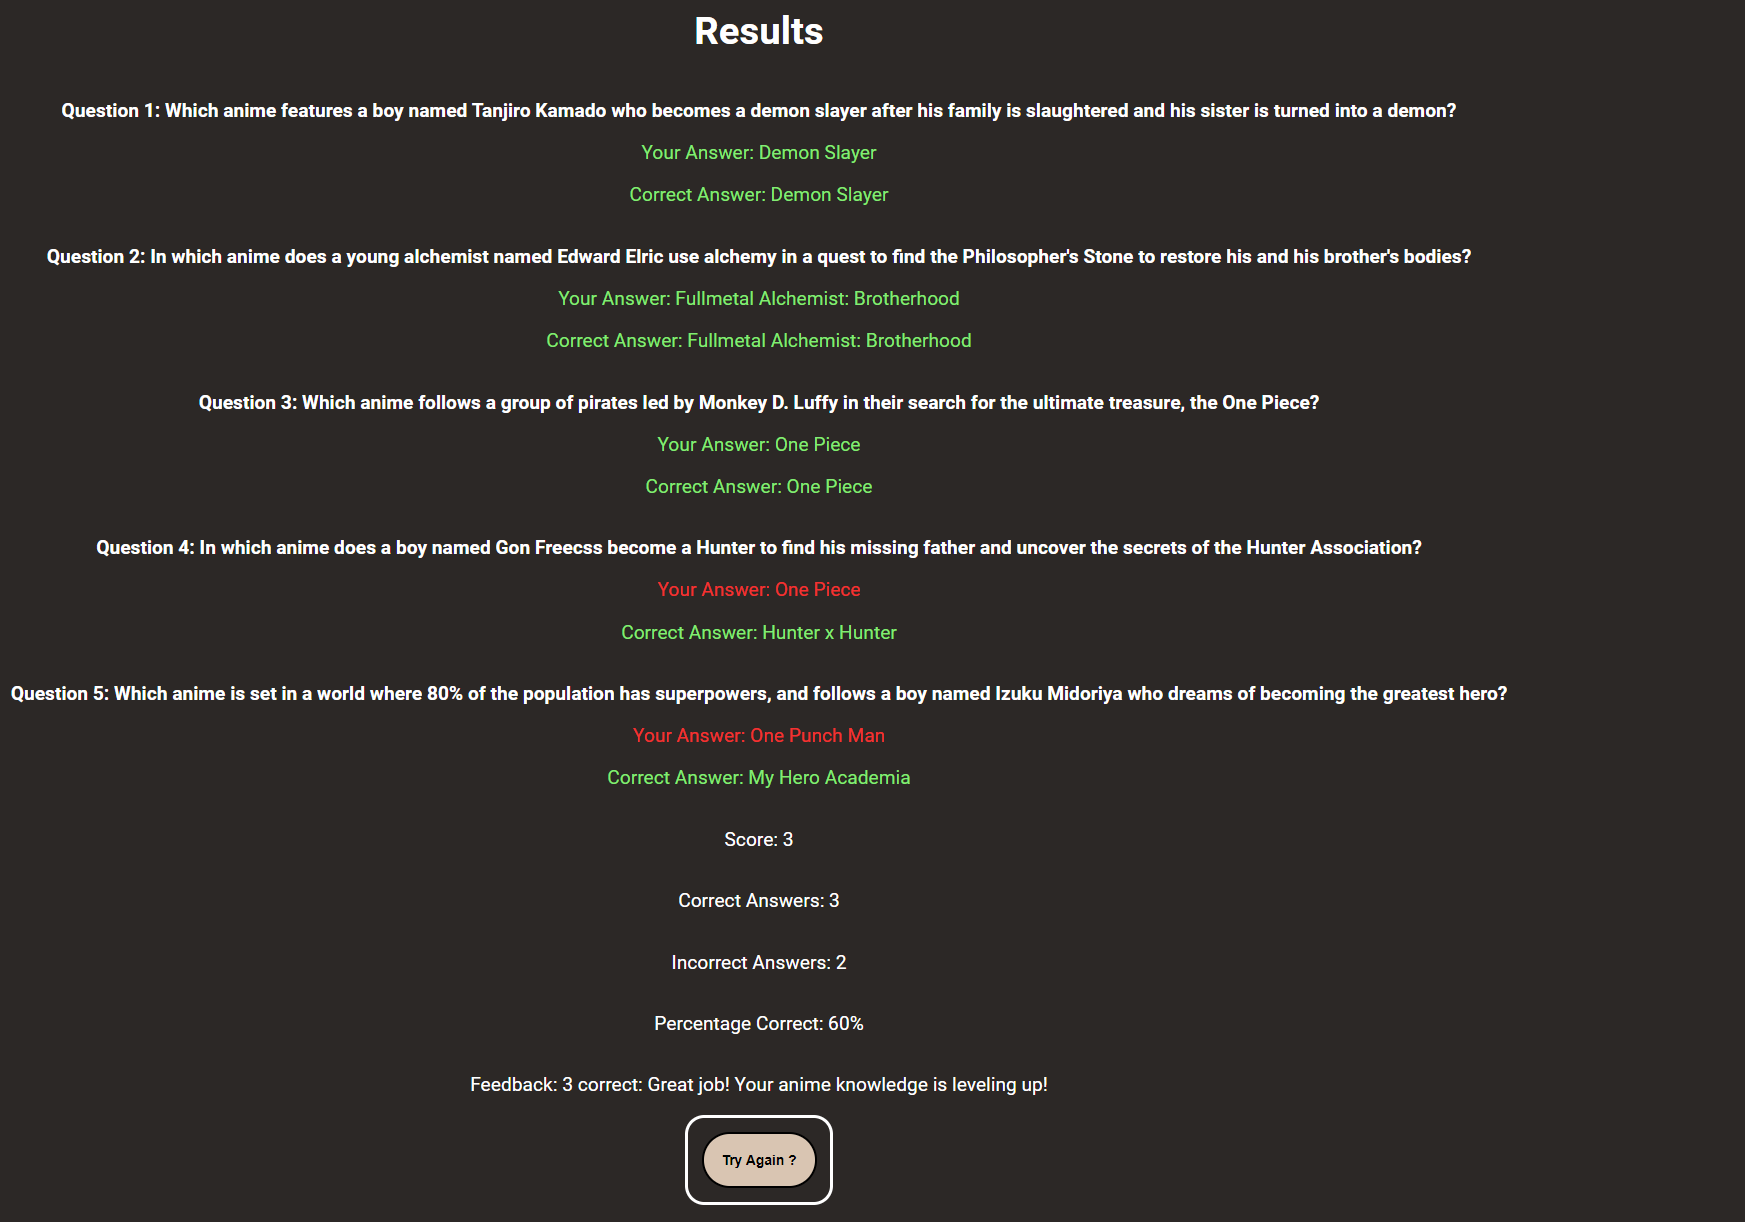 Results
Question 1: Which anime features a boy named Tanjiro Kamado who becomes a demon slayer after his family is slaughtered and his sister is turned into a demon?
Your Answer: Demon Slayer
Correct Answer: Demon Slayer
Question 2: In which anime does a young alchemist named Edward Elric use alchemy in a quest to find the Philosopher's Stone to restore his and his brother's bodies?
Your Answer: Fullmetal Alchemist: Brotherhood
Correct Answer: Fullmetal Alchemist: Brotherhood
Question 3: Which anime follows a group of pirates led by Monkey D. Luffy in their search for the ultimate treasure, the One Piece?
Your Answer: One Piece
Correct Answer: One Piece
Question 4: In which anime does a boy named Gon Freecss become a Hunter to find his missing father and uncover the secrets of the Hunter Association?
Your Answer: One Piece
Correct Answer: Hunter x Hunter
Question 5: Which anime is set in a world where 80% of the population has superpowers, and follows a boy named Izuku Midoriya who dreams of becoming the greatest hero?
Your Answer: One Punch Man
Correct Answer: My Hero Academia
Score: 3
Correct Answers: 3
Incorrect Answers: 2
Percentage Correct: 60%
Feedback: 3 correct: Great job! Your anime knowledge is leveling up!
Try Again ?